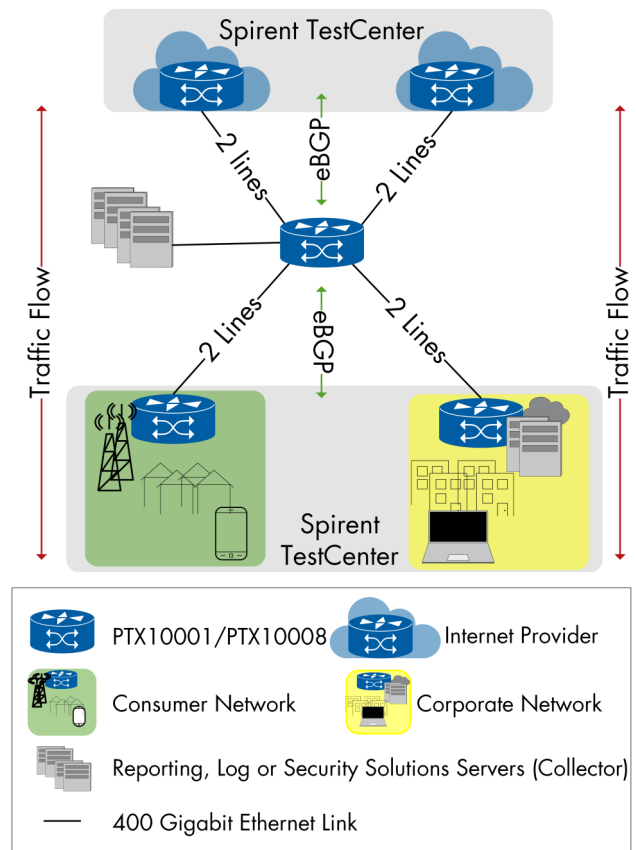 Spirent TestCenter
2 lines
eBGP
2 Lines
Traffic Flow
Traffic Flow
2 Lines
eBGP
2 Lines
Spirent
TestCenter
PTX10001/PTX10008
Internet Provider
Consumer Network
Corporate Network
Reporting, Log or Security Solutions Servers (Collector)
400 Gigabit Ethernet Link